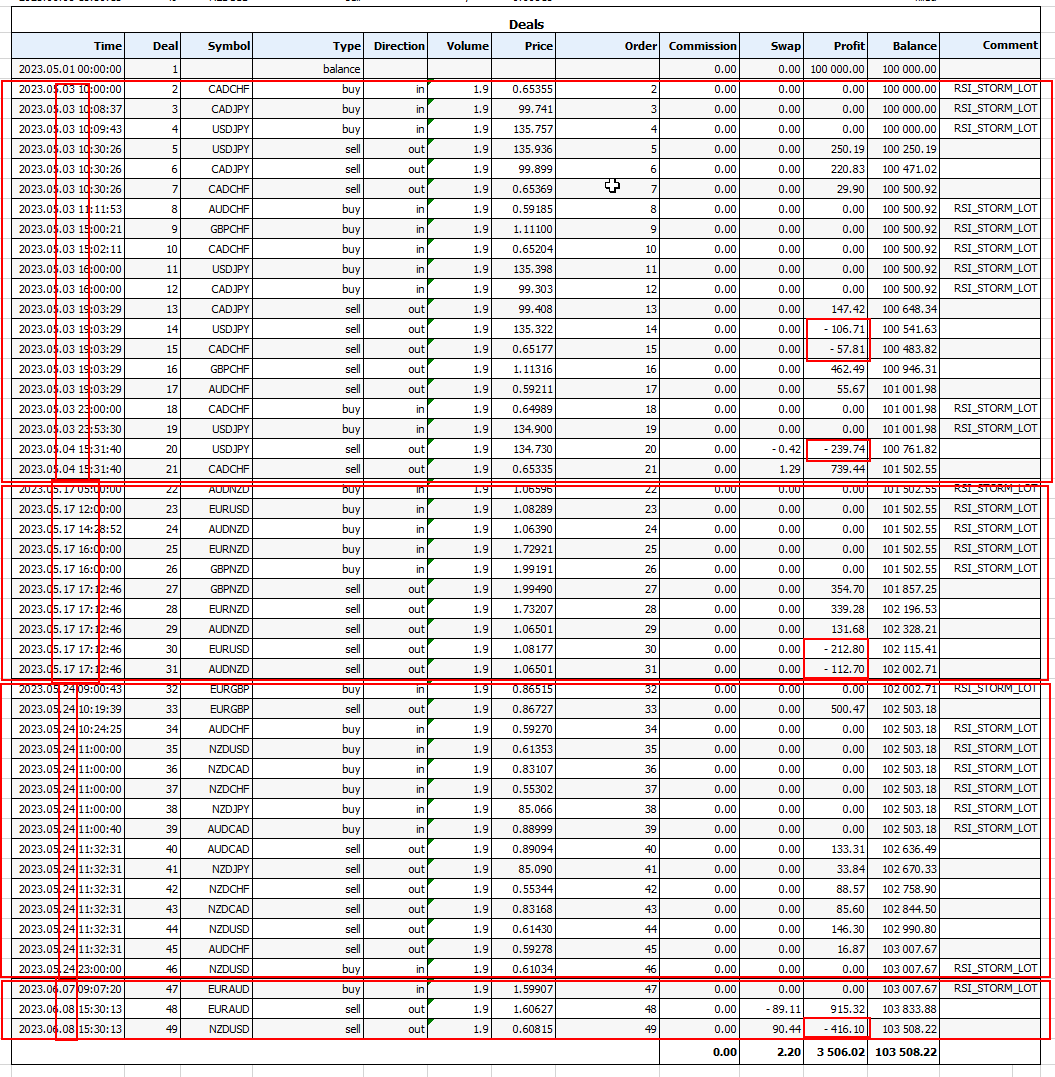 Deals
Time Deal Symbol Type Direction Volume Price Order Commission Swap Profit Balance Comment
2023.05.01 00:00:00 1 balance 0.00 0.00 100 000.00 100 000.00
2023.05.03 10:00:00 2 CADCHF buy in 1.9 0.65355 2 0.00 0.00 0.00 100 000.00 RSI_STORM_LOT
2023.05.03 10:08:37 3 CADJPY buy in 1.9 99.741 3 0.00 0.00 0.00 100 000.00 RSI_STORM_LOT
2023.05.03 10:09:43 4 USDJPY buy in 1.9 135.757 4 0.00 0.00 0.00 100 000.00 RSI_STORM_LOT
2023.05.03 10:30:26 5 USDJPY sell out 1.9 135.936 5 0.00 0.00 250.19 100 250.19
2023.05.03 10:30:26 6 CADJPY sell out 1.9 99.899 6 0.00 0.00 220.83 100 471.02
2023.05.03 10:30:26 7 CADCHF sell out 1.9 0.65369 7 0.00 0.00 29.90 100 500.92
2023.05.03 11:11:53 8 AUDCHF buy in 1.9 0.59185 8 0.00 0.00 0.00 100 500.92 RSI_STORM_LOT
2023.05.03 15:00:21 9 GBPCHF buy in 1.9 1.11100 9 0.00 0.00 0.00 100 500.92 RSI_STORM_LOT
2023.05.03 15:02:11 10 CADCHF buy in 1.9 0.65204 10 0.00 0.00 0.00 100 500.92 RSI_STORM_LOT
2023.05.03 16:00:00 11 USDJPY buy in 1.9 135.398 11 0.00 0.00 0.00 100 500.92 RSI_STORM_LOT
2023.05.03 16:00:00 12 CADJPY buy in 1.9 99.303 12 0.00 0.00 0.00 100 500.92 RSI_STORM_LOT
2023.05.03 19:03:29 13 CADJPY sell out 1.9 99.408 13 0.00 0.00 147.42 100 648.34
2023.05.03 19:03:29 14 USDJPY sell out 1.9 135.322 14 0.00 0.00 - 106.71 100 541.63
2023.05.03 19:03:29 15 CADCHF sell out 1.9 0.65177 15 0.00 0.00 - 57.81 100 483.82
2023.05.03 19:03:29 16 GBPCHF sell out 1.9 1.11316 16 0.00 0.00 462.49 100 946.31
2023.05.03 19:03:29 17 AUDCHF sell out 1.9 0.59211 17 0.00 0.00 55.67 101 001.98
2023.05.03 23:00:00 18 CADCHF buy in 1.9 0.64989 18 0.00 0.00 0.00 101 001.98 RSI_STORM_LOT
2023.05.03 23:53:30 19 USDJPY buy in 1.9 134.900 19 0.00 0.00 0.00 101 001.98 RSI_STORM_LOT
2023.05.04 15:31:40 20 USDJPY sell out 1.9 134.730 20 0.00 - 0.42 - 239.74 100 761.82
2023.05.04 15:31:40 21 CADCHF sell out 1.9 0.65335 21 0.00 1.29 739.44 101 502.55
2023.05.17 05:00:00 22 AUDNZD buy in 1.9 1.06596 22 0.00 0.00 0.00 101 502.55 RSI_STORM_LOT
2023.05.17 12:00:00 23 EURUSD buy in 1.9 1.08289 23 0.00 0.00 0.00 101 502.55 RSI_STORM_LOT
2023.05.17 14:28:52 24 AUDNZD buy in 1.9 1.06390 24 0.00 0.00 0.00 101 502.55 RSI_STORM_LOT
2023.05.17 16:00:00 25 EURNZD buy in 1.9 1.72921 25 0.00 0.00 0.00 101 502.55 RSI_STORM_LOT
2023.05.17 16:00:00 26 GBPNZD buy in 1.9 1.99191 26 0.00 0.00 0.00 101 502.55 RSI_STORM_LOT
2023.05.17 17:12:46 27 GBPNZD sell out 1.9 1.99490 27 0.00 0.00 354.70 101 857.25
2023.05.17 17:12:46 28 EURNZD sell out 1.9 1.73207 28 0.00 0.00 339.28 102 196.53
2023.05.17 17:12:46 29 AUDNZD sell out 1.9 1.06501 29 0.00 0.00 131.68 102 328.21
2023.05.17 17:12:46 30 EURUSD sell out 1.9 1.08177 30 0.00 0.00 - 212.80 102 115.41
2023.05.17 17:12:46 31 AUDNZD sell out 1.9 1.06501 31 0.00 0.00 - 112.70 102 002.71
2023.05.24 09:00:43 32 EURGBP buy in 1.9 0.86515 32 0.00 0.00 0.00 102 002.71 RSI_STORM_LOT
2023.05.24 10:19:39 33 EURGBP sell out 1.9 0.86727 33 0.00 0.00 500.47 102 503.18
2023.05.24 10:24:25 34 AUDCHF buy in 1.9 0.59270 34 0.00 0.00 0.00 102 503.18 RSI_STORM_LOT
2023.05.24 11:00:00 35 NZDUSD buy in 1.9 0.61353 35 0.00 0.00 0.00 102 503.18 RSI_STORM_LOT
2023.05.24 11:00:00 36 NZDCAD buy in 1.9 0.83107 36 0.00 0.00 0.00 102 503.18 RSI_STORM_LOT
2023.05.24 11:00:00 37 NZDCHF buy in 1.9 0.55302 37 0.00 0.00 0.00 102 503.18 RSI_STORM_LOT
2023.05.24 11:00:00 38 NZDJPY buy in 1.9 85.066 38 0.00 0.00 0.00 102 503.18 RSI_STORM_LOT
2023.05.24 11:00:40 39 AUDCAD buy in 1.9 0.88999 39 0.00 0.00 0.00 102 503.18 RSI_STORM_LOT
2023.05.24 11:32:31 40 AUDCAD sell out 1.9 0.89094 40 0.00 0.00 133.31 102 636.49
2023.05.24 11:32:31 41 NZDJPY sell out 1.9 85.090 41 0.00 0.00 33.84 102 670.33
2023.05.24 11:32:31 42 NZDCHF sell out 1.9 0.55344 42 0.00 0.00 88.57 102 758.90
2023.05.24 11:32:31 43 NZDCAD sell out 1.9 0.83168 43 0.00 0.00 85.60 102 844.50
2023.05.24 11:32:31 44 NZDUSD sell out 1.9 0.61430 44 0.00 0.00 146.30 102 990.80
2023.05.24 11:32:31 45 AUDCHF sell out 1.9 0.59278 45 0.00 0.00 16.87 103 007.67
2023.05.24 23:00:00 46 NZDUSD buy in 1.9 0.61034 46 0.00 0.00 0.00 103 007.67 RSI_STORM_LOT
2023.06.07 09:07:20 47 EURAUD buy in 1.9 1.59907 47 0.00 0.00 0.00 103 007.67 RSI_STORM_LOT
2023.06.08 15:30:13 48 EURAUD sell out 1.9 1.60627 48 0.00 - 89.11 915.32 103 833.88
2023.06.08 15:30:13 49 NZDUSD sell out 1.9 0.60815 49 0.00 90.44 - 416.10 103 508.22
0.00 2.20 3 506.02 103 508.22